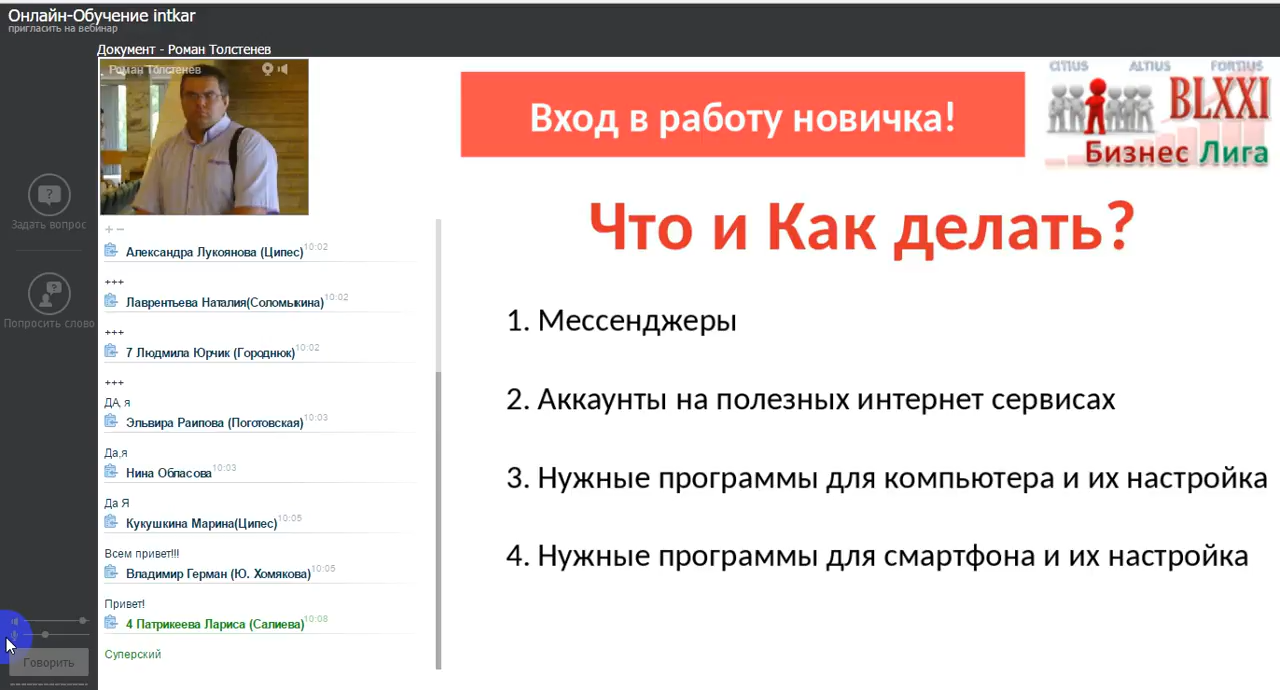 Онлайн-Обучение intkar
пригласить на вебинар
Документ - Роман Толстенев
Роман Толстенев
Задать вопрос
Попросить слово
Говорить
+ −
Александра Лукоянова (Ципес) 10:02
+++
Лаврентьева Наталия(Соломыкина) 10:02
+++
7 Людмила Юрчик (Городнюк) 10:02
+++
ДА, я
Эльвира Раипова (Поготовская) 10:03
Да,я
Нина Обласова 10:03
Да Я
Кукушкина Марина(Ципес) 10:05
Всем привет!!!
Владимир Герман (Ю. Хомякова) 10:05
Привет!
4 Патрикеева Лариса (Салиева) 10:08
Суперский
Вход в работу новичка!
CITIUS ALTIUS FORTIUS
BLXXI
Бизнес Лига
Что и Как делать?
1. Мессенджеры
2. Аккаунты на полезных интернет сервисах
3. Нужные программы для компьютера и их настройка
4. Нужные программы для смартфона и их настройка